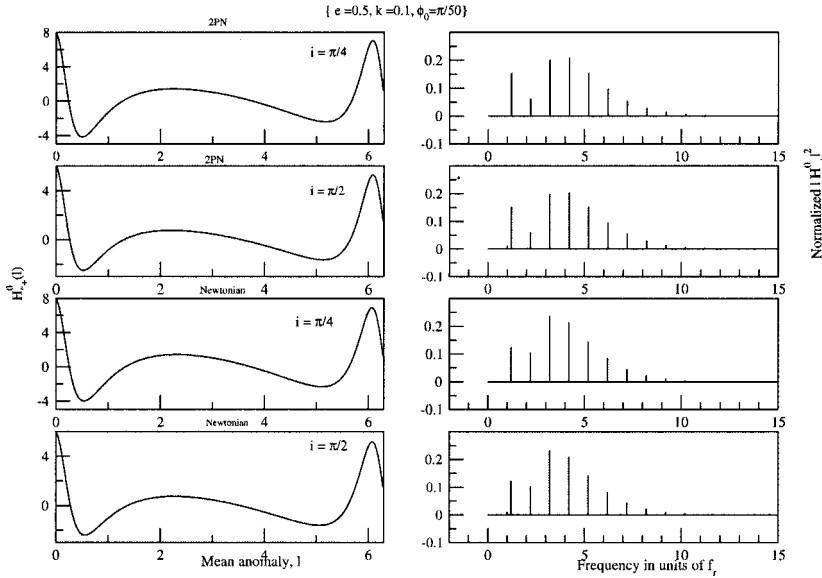 { e =0.5, k =0.1, ϕ0=π/50}
2PN
8
4
0
-4
i = π/4
0 2 4 6
0.2
0.1
0
-0.1
0 5 10 15
2PN
4
0
i = π/2
0 2 4 6
0.2
0.1
0
-0.1
0 5 10 15
Newtonian
8
4
0
-4
i = π/4
0 2 4 6
0.2
0.1
0
-0.1
0 5 10 15
Newtonian
4
0
i = π/2
0 2 4 6
0.2
0.1
0
-0.1
0 5 10 15
H0+(l)
Normalized | H0 |2
Mean anomaly, l
Frequency in units of fr